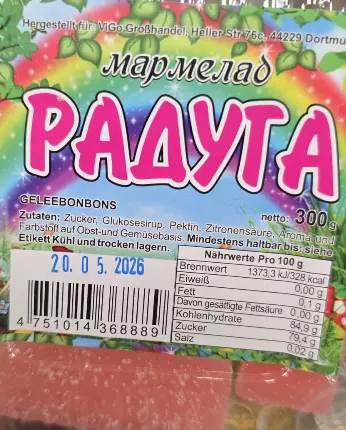 Hergestellt für: ViGo Großhandel, Heller Str 76c, 44229 Dortmu
мармелад
РАДУГА
GELEEBONBONS
netto: 300 g
Zutaten: Zucker, Glukosesirup, Pektin, Zitronensäure, Aroma und
Farbstoff auf Obst-und Gemüsebasis. Mindestens haltbar bis: siehe
Etikett Kühl und trocken lagern.
20.05.2026
Nährwerte Pro 100 g
Brennwert 1373,3 kJ/328 kcal
Eiweiß 0,00 g
Fett 0,1 g
Davon gesättigte Fettsäure 0,00 g
Kohlenhydrate 84,9 g
Zucker 79,4 g
Salz 0,02 g
4 751014 368889